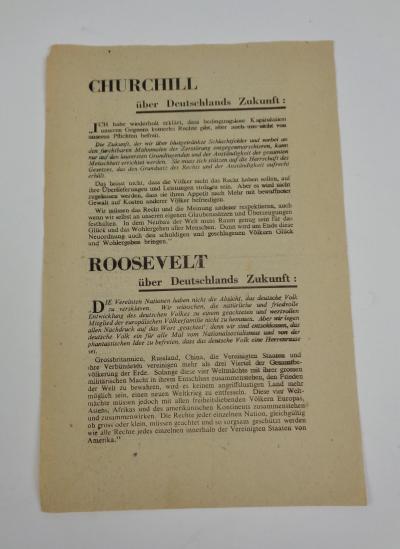 CHURCHILL
über Deutschlands Zukunft:
„ICH habe wiederholt erklärt, dass bedingungslose Kapitulation
unseren Gegnern keinerlei Rechte gibt, aber auch uns nicht von
unseren Pflichten befreit.
Die Zukunft, der wir über blutgetränkte Schlachtfelder und vorbei an
den furchtbaren Mahnmalen der Zerstörung entgegenmarschieren, kann
nur auf den Grundtugenden und der Anständigkeit der gesamten
Menschheit errichtet werden. Sie muss sich stützen auf die Herrschaft des
Gesetzes, das den Grundsatz des Rechts und der Anständigkeit aufrecht
erhält.
Das heisst nicht, dass die Völker nicht das Recht haben sollen, auf
ihre Überlieferungen und Leistungen stolz zu sein. Aber es wird nicht
zugelassen werden, dass sie ihren Appetit nach Mehr mit bewaffneter
Gewalt auf Kosten anderer Völker befriedigen.
Wir müssen das Recht und die Meinung anderer respektieren, auch
wenn wir selbst an unseren eigenen Glaubenssätzen und Überzeugungen
festhalten. In dem Neubau der Welt muss Raum genug sein für das
Glück und das Wohlergehen aller Menschen. Dann wird am Ende diese
Neuordnung auch den schuldigen und geschlagenen Völkern Glück
und Wohlergehen bringen.“
ROOSEVELT
über Deutschlands Zukunft:
„DIE Vereinten Nationen haben nicht die Absicht, das deutsche Volk
zu versklaven. Wir wünschen, die natürliche und friedvolle
Entwicklung des deutschen Volkes zu einem geachteten und wertvollen
Mitglied der europäischen Völkerfamilie nicht zu hemmen. Aber wir legen
allen Nachdruck auf das Wort ‚geachtet‘; denn wir sind entschlossen, das
deutsche Volk ein für alle Mal vom Nationalsozialismus und von der
phantastischen Idee zu befreien, dass das deutsche Volk eine Herrenrasse
sei.
Grossbritannien, Russland, China, die Vereinigten Staaten und
ihre Verbündeten vereinigen mehr als drei Viertel der Gesamtbe-
völkerung der Erde. Solange diese vier Weltmächte mit ihrer grossen
militärischen Macht in ihrem Entschluss zusammenstehen, den Frieden
der Welt zu bewahren, wird es keinem angriffslustigen Land mehr
möglich sein, einen neuen Weltkrieg zu entfesseln. Diese vier Welt-
mächte müssen jedoch mit allen freiheitsliebenden Völkern Europas,
Asiens, Afrikas und des amerikanischen Kontinents zusammenstehen
und zusammenwirken. Die Rechte jeder einzelnen Nation, gleichgültig
ob gross oder klein, müssen geachtet und so sorgsam geschützt werden
wie alle Rechte jedes einzelnen innerhalb der Vereinigten Staaten von
Amerika.“